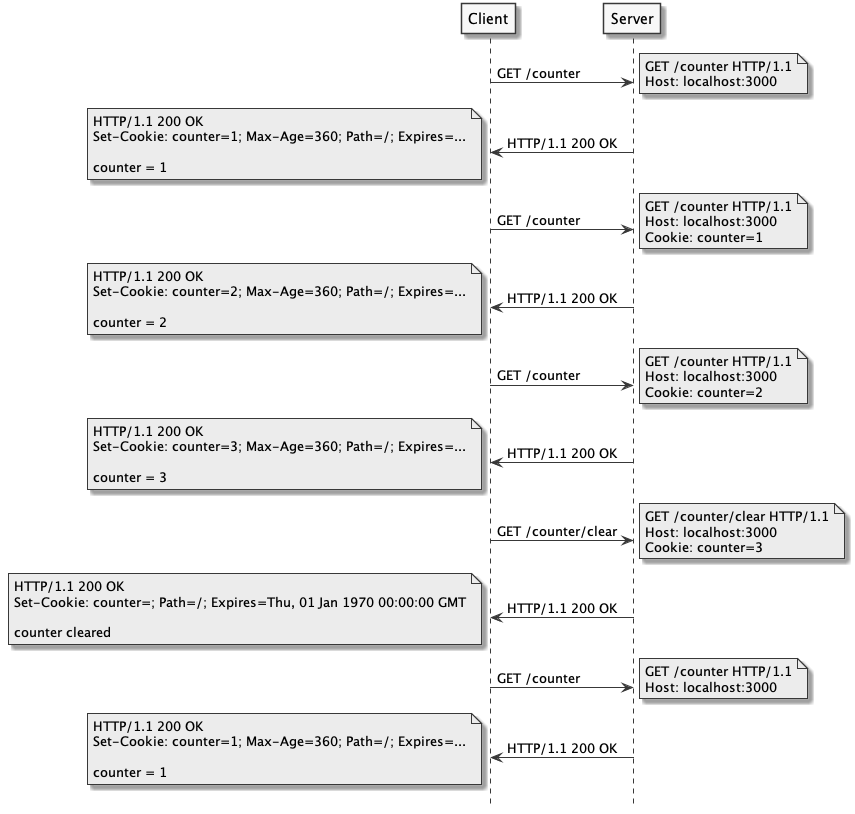 Client
Server
GET /counter
GET /counter HTTP/1.1
Host: localhost:3000
HTTP/1.1 200 OK
Set-Cookie: counter=1; Max-Age=360; Path=/; Expires=...
counter = 1
HTTP/1.1 200 OK
GET /counter
GET /counter HTTP/1.1
Host: localhost:3000
Cookie: counter=1
HTTP/1.1 200 OK
Set-Cookie: counter=2; Max-Age=360; Path=/; Expires=...
counter = 2
HTTP/1.1 200 OK
GET /counter
GET /counter HTTP/1.1
Host: localhost:3000
Cookie: counter=2
HTTP/1.1 200 OK
Set-Cookie: counter=3; Max-Age=360; Path=/; Expires=...
counter = 3
HTTP/1.1 200 OK
GET /counter/clear
GET /counter/clear HTTP/1.1
Host: localhost:3000
Cookie: counter=3
HTTP/1.1 200 OK
Set-Cookie: counter=; Path=/; Expires=Thu, 01 Jan 1970 00:00:00 GMT
counter cleared
HTTP/1.1 200 OK
GET /counter
GET /counter HTTP/1.1
Host: localhost:3000
HTTP/1.1 200 OK
Set-Cookie: counter=1; Max-Age=360; Path=/; Expires=...
counter = 1
HTTP/1.1 200 OK